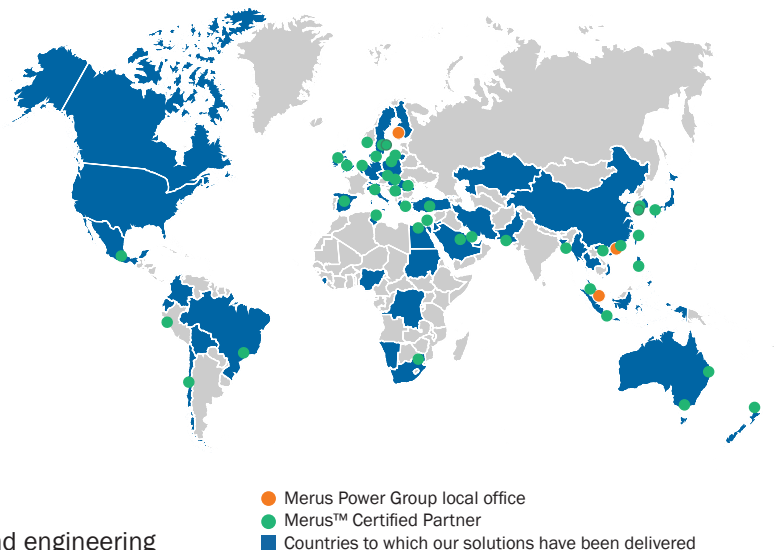 Merus Power Group local office
Merus™ Certified Partner
Countries to which our solutions have been delivered
engineering